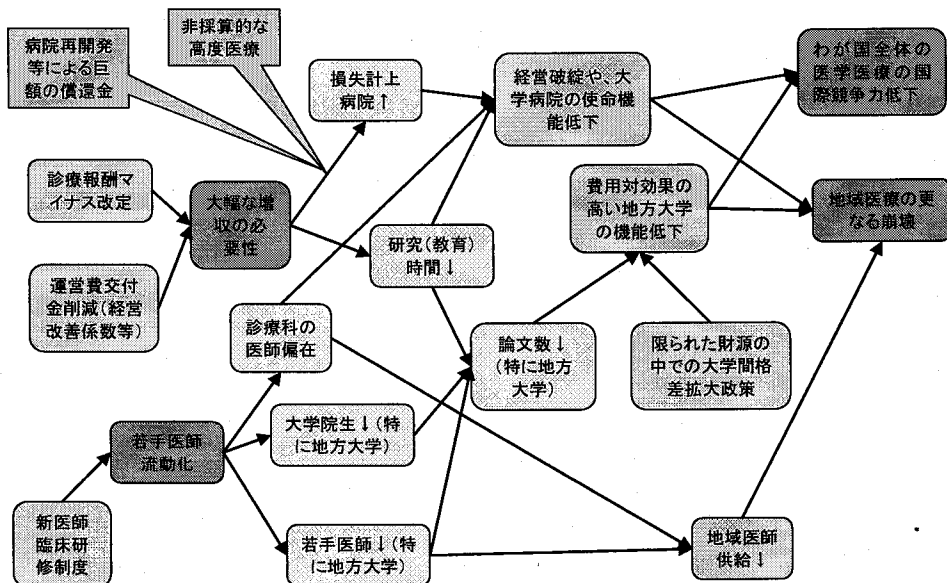 非採算的な
高度医療
病院再開発
等による巨
額の償還金
損失計上
病院↑
経営破綻や、大
学病院の使命機
能低下
わが国全体の
医学医療の国
際競争力低下
診療報酬マ
イナス改定
大幅な増
収の必
要性
費用対効果の
高い地方大学
の機能低下
地域医療の更
なる崩壊
研究(教育)
時間↓
運営費交付
金削減(経営
改善係数等)
診療科の
医師偏在
論文数↓
(特に地方
大学)
限られた財源の
中での大学間格
差拡大政策
若手医師
流動化
大学院生↓(特
に地方大学)
新医師
臨床研
修制度
若手医師↓(特
に地方大学)
地域医師
供給↓